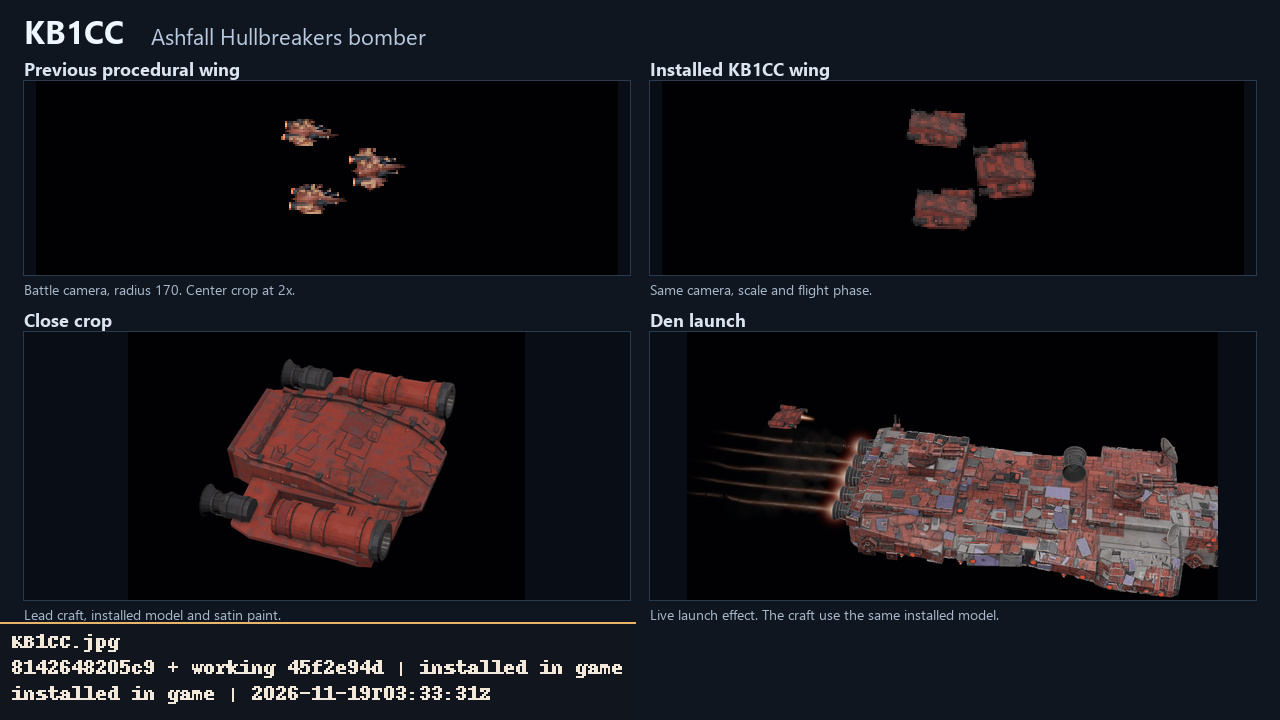 KB1CC Ashfall Hullbreakers bomber
Previous procedural wing
Installed KB1CC wing
Battle camera, radius 170. Center crop at 2x.
Same camera, scale and flight phase.
Close crop
Den launch
Lead craft, installed model and satin paint.
Live launch effect. The craft use the same installed model.
KB1CC.jpg
8142648205c9 + working 45f2e94d | installed in game
installed in game | 2026-11-19T03:33:31Z